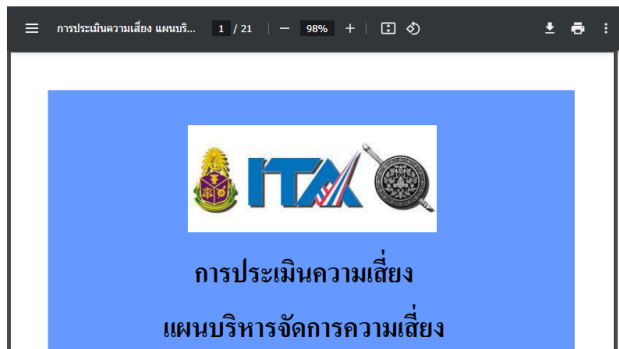 การประเมินความเสี่ยง แผนบริ... 1 / 21 | − 98% + |
ITA
การประเมินความเสี่ยง
แผนบริหารจัดการความเสี่ยง